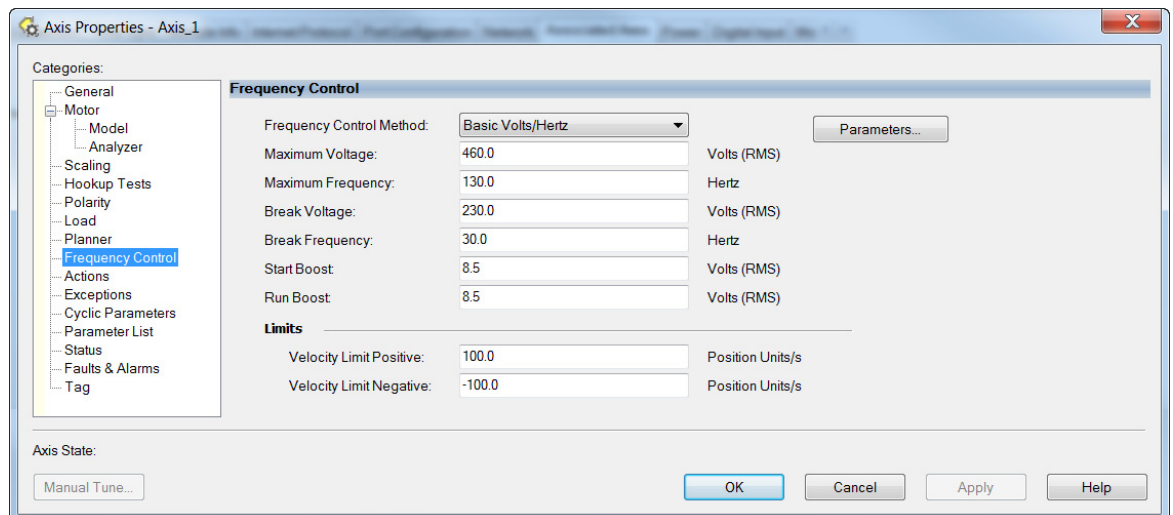 Axis Properties - Axis_1
Categories:
General
Motor
Model
Analyzer
Scaling
Hookup Tests
Polarity
Load
Planner
Frequency Control
Actions
Exceptions
Cyclic Parameters
Parameter List
Status
Faults & Alarms
Tag
Frequency Control
Frequency Control Method: Basic Volts/Hertz Parameters...
Maximum Voltage: 460.0 Volts (RMS)
Maximum Frequency: 130.0 Hertz
Break Voltage: 230.0 Volts (RMS)
Break Frequency: 30.0 Hertz
Start Boost: 8.5 Volts (RMS)
Run Boost: 8.5 Volts (RMS)
Limits
Velocity Limit Positive: 100.0 Position Units/s
Velocity Limit Negative: -100.0 Position Units/s
Axis State:
Manual Tune... OK Cancel Apply Help